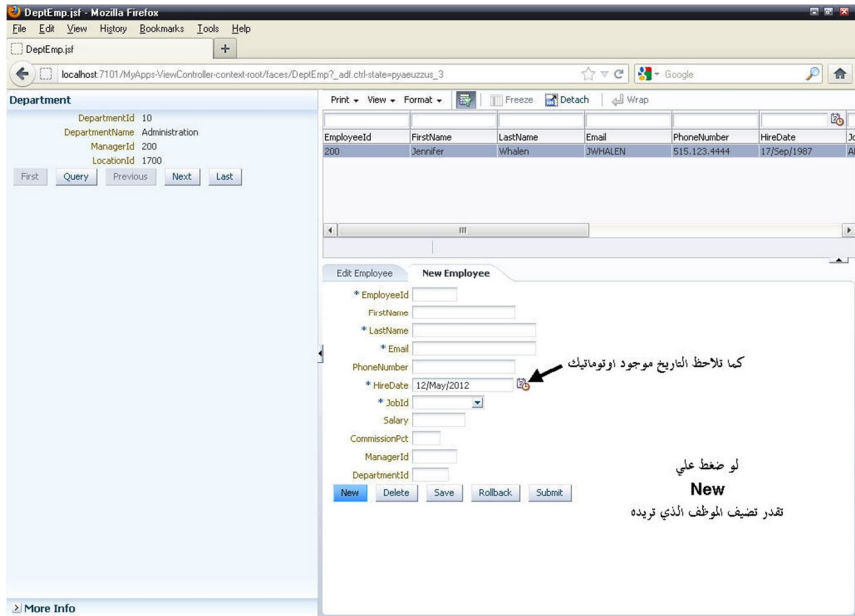 DeptEmp.jsf - Mozilla Firefox
File Edit View History Bookmarks Tools Help
DeptEmp.jsf +
localhost:7101/MyApps-ViewController-context-root/faces/DeptEmp?_adf.ctrl-state=pyaeuzzus_3 Google
Department
DepartmentId 10
DepartmentName Administration
ManagerId 200
LocationId 1700
First Query Previous Next Last
Print View Format Freeze Detach Wrap
EmployeeId FirstName LastName Email PhoneNumber HireDate
200 Jennifer Whalen JWHALEN 515.123.4444 17/Sep/1987
Edit Employee New Employee
* EmployeeId
FirstName
* LastName
* Email
PhoneNumber
* HireDate 12/May/2012
* JobId
Salary
CommissionPct
ManagerId
DepartmentId
New Delete Save Rollback Submit
كما تلاحظ التاريخ موجود اوتوماتيك
لو ضغط علي
New
تقدر تضيف الموظف الذي تريده
More Info